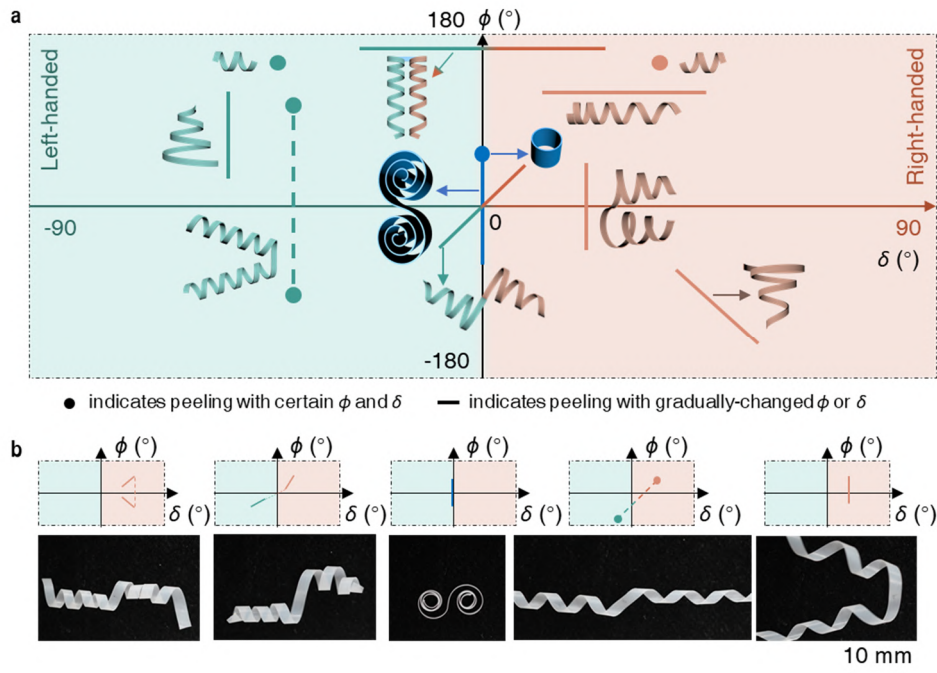 a
180 ϕ (°)
Left-handed
Right-handed
-90
0
90
δ (°)
-180
indicates peeling with certain ϕ and δ
indicates peeling with gradually-changed ϕ or δ
b
ϕ (°) ϕ (°) ϕ (°) ϕ (°) ϕ (°)
δ (°) δ (°) δ (°) δ (°) δ (°)
10 mm